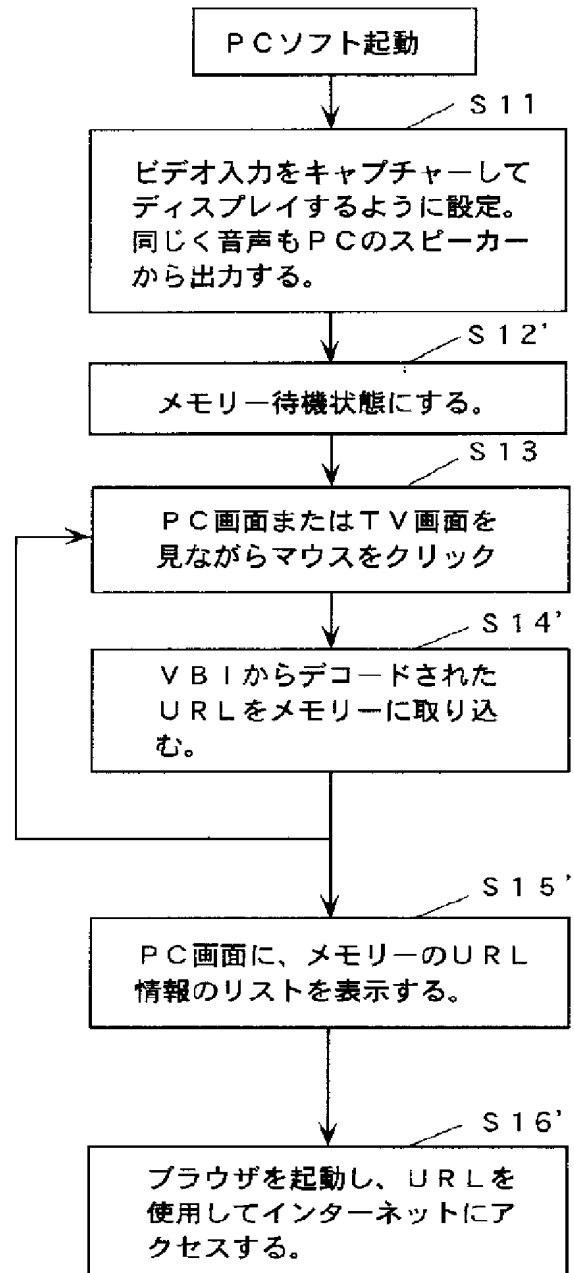 PCソフト起動
S11
ビデオ入力をキャプチャーして
ディスプレイするように設定。
同じく音声もPCのスピーカー
から出力する。
S12'
メモリー待機状態にする。
S13
PC画面またはTV画面を
見ながらマウスをクリック
S14'
VBIからデコードされた
URLをメモリーに取り込
む。
S15'
PC画面に、メモリーのURL
情報のリストを表示する。
S16'
ブラウザを起動し、URLを
使用してインターネットにア
クセスする。